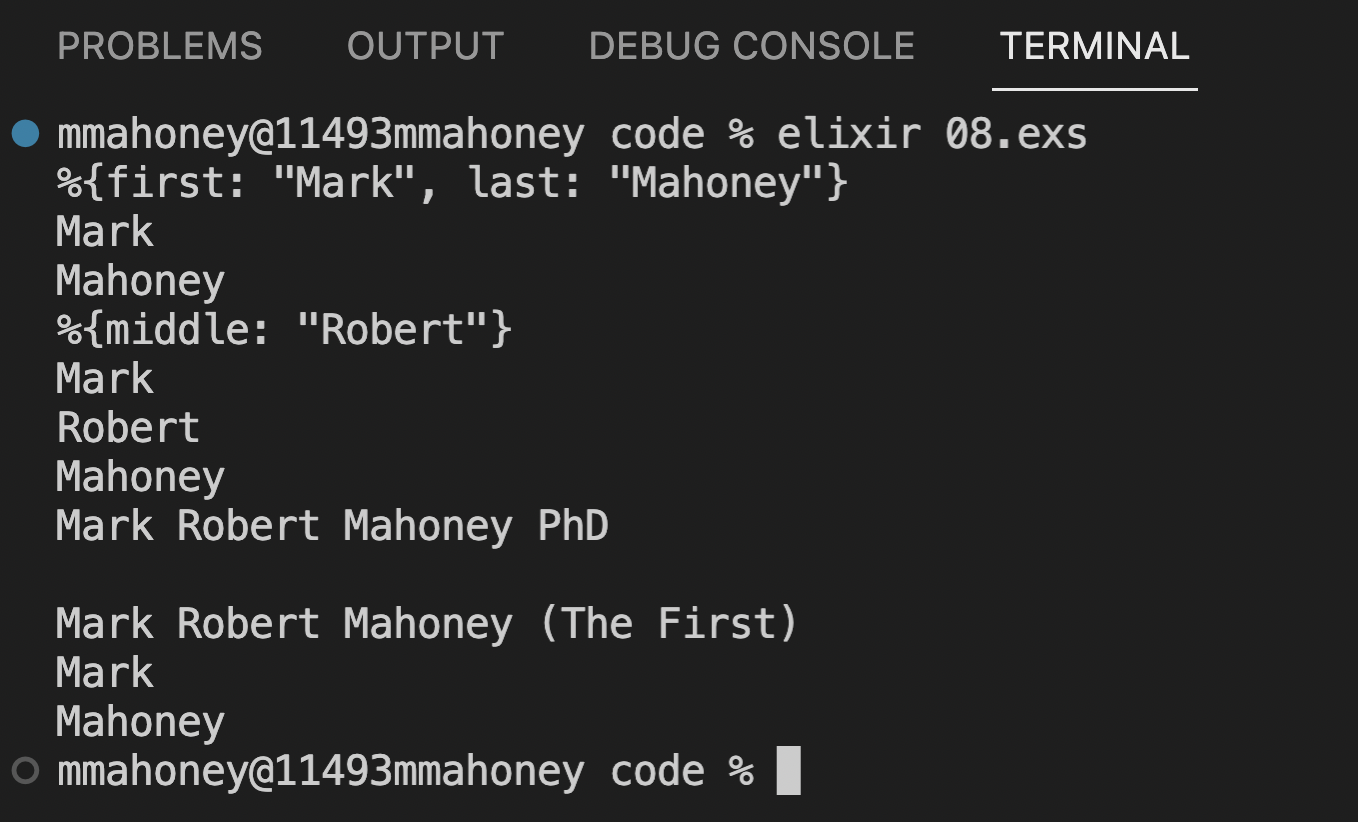 PROBLEMS OUTPUT DEBUG CONSOLE TERMINAL
mmahoney@11493mmahoney code % elixir 08.exs
%{first: "Mark", last: "Mahoney"}
Mark
Mahoney
%{middle: "Robert"}
Mark
Robert
Mahoney
Mark Robert Mahoney PhD
Mark Robert Mahoney (The First)
Mark
Mahoney
mmahoney@11493mmahoney code %